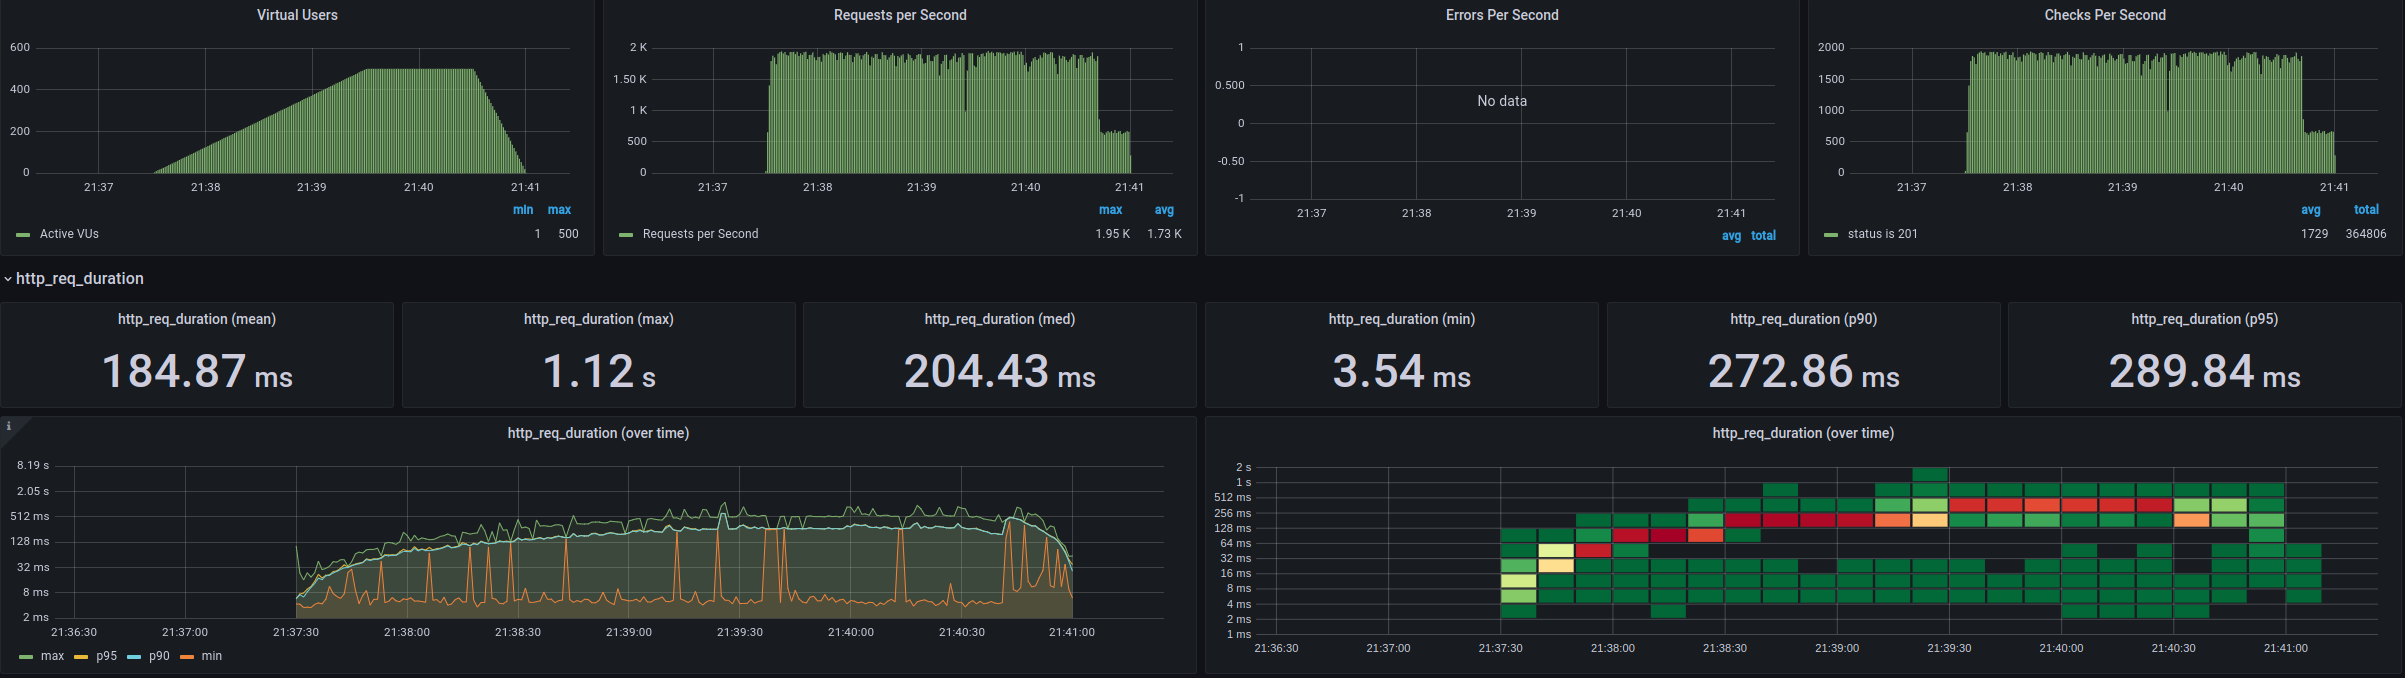 Virtual Users
600
400
200
0
21:37 21:38 21:39 21:40 21:41
min max
Active VUs 1 500
Requests per Second
2 K
1.50 K
1 K
500
0
21:37 21:38 21:39 21:40 21:41
max avg
Requests per Second 1.95 K 1.73 K
Errors Per Second
1
0.500
0
-0.50
-1
No data
21:37 21:38 21:39 21:40 21:41
avg total
Checks Per Second
2000
1500
1000
500
0
21:37 21:38 21:39 21:40 21:41
avg total
status is 201 1729 364806
http_req_duration
http_req_duration (mean)
184.87 ms
http_req_duration (max)
1.12 s
http_req_duration (med)
204.43 ms
http_req_duration (min)
3.54 ms
http_req_duration (p90)
272.86 ms
http_req_duration (p95)
289.84 ms
i
http_req_duration (over time)
8.19 s
2.05 s
512 ms
128 ms
32 ms
8 ms
2 ms
21:36:30 21:37:00 21:37:30 21:38:00 21:38:30 21:39:00 21:39:30 21:40:00 21:40:30 21:41:00
max p95 p90 min
http_req_duration (over time)
2 s
1 s
512 ms
256 ms
128 ms
64 ms
32 ms
16 ms
8 ms
4 ms
2 ms
1 ms
21:36:30 21:37:00 21:37:30 21:38:00 21:38:30 21:39:00 21:39:30 21:40:00 21:40:30 21:41:00